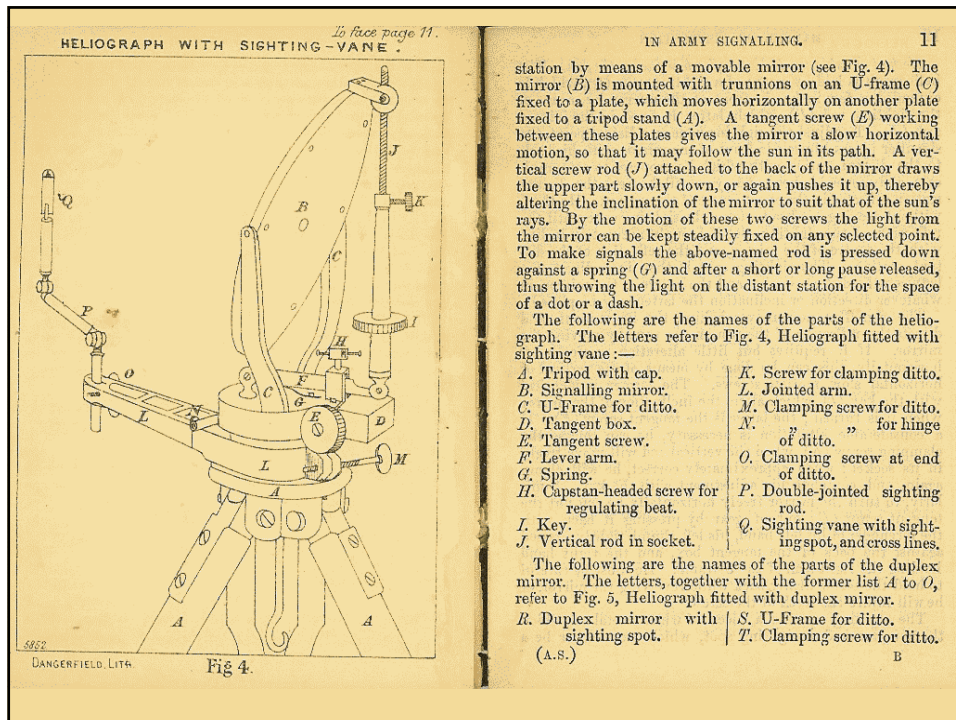 To face page 11.
HELIOGRAPH WITH SIGHTING-VANE.
J
Q
K
B
C
P
I
H
O
F
C
G
N
E
D
L
L
M
A
A
A
5852
DANGERFIELD, LITH.
Fig 4.
IN ARMY SIGNALLING. 11
station by means of a movable mirror (see Fig. 4). The
mirror (B) is mounted with trunnions on an U-frame (C)
fixed to a plate, which moves horizontally on another plate
fixed to a tripod stand (A). A tangent screw (E) working
between these plates gives the mirror a slow horizontal
motion, so that it may follow the sun in its path. A ver-
tical screw rod (J) attached to the back of the mirror draws
the upper part slowly down, or again pushes it up, thereby
altering the inclination of the mirror to suit that of the sun's
rays. By the motion of these two screws the light from
the mirror can be kept steadily fixed on any selected point.
To make signals the above-named rod is pressed down
against a spring (G) and after a short or long pause released,
thus throwing the light on the distant station for the space
of a dot or a dash.
The following are the names of the parts of the helio-
graph. The letters refer to Fig. 4, Heliograph fitted with
sighting vane :—
A. Tripod with cap.
B. Signalling mirror.
C. U-Frame for ditto.
D. Tangent box.
E. Tangent screw.
F. Lever arm.
G. Spring.
H. Capstan-headed screw for
regulating beat.
I. Key.
J. Vertical rod in socket.
K. Screw for clamping ditto.
L. Jointed arm.
M. Clamping screw for ditto.
N. „ „ for hinge
of ditto.
O. Clamping screw at end
of ditto.
P. Double-jointed sighting
rod.
Q. Sighting vane with sight-
ing spot, and cross lines.
The following are the names of the parts of the duplex
mirror. The letters, together with the former list A to O,
refer to Fig. 5, Heliograph fitted with duplex mirror.
R. Duplex mirror with
sighting spot.
S. U-Frame for ditto.
T. Clamping screw for ditto.
(A.S.) B